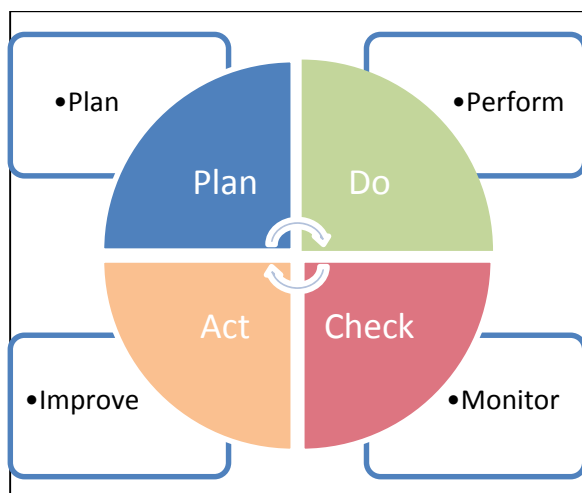 •Plan
•Perform
Plan
Do
Act
Check
•Improve
•Monitor